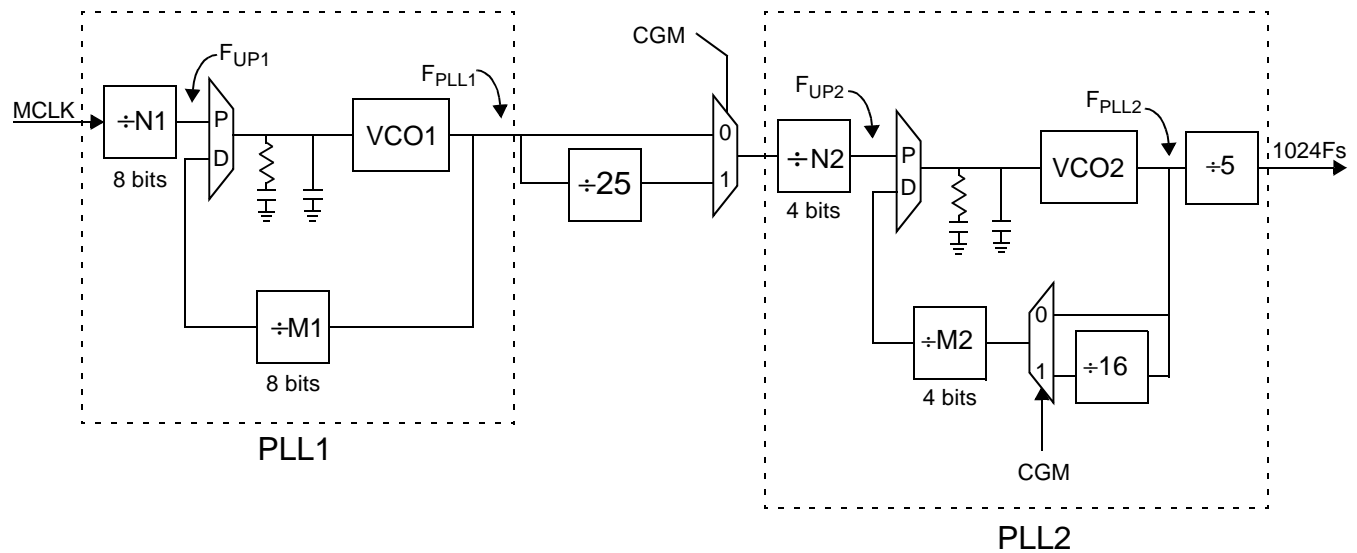 CGM
F_UP1
F_PLL1
F_UP2
F_PLL2
MCLK
÷N1
P
D
8 bits
VCO1
0
1
÷25
÷N2
4 bits
P
D
VCO2
÷5
1024Fs
÷M1
8 bits
÷M2
4 bits
0
1
÷16
CGM
PLL1
PLL2